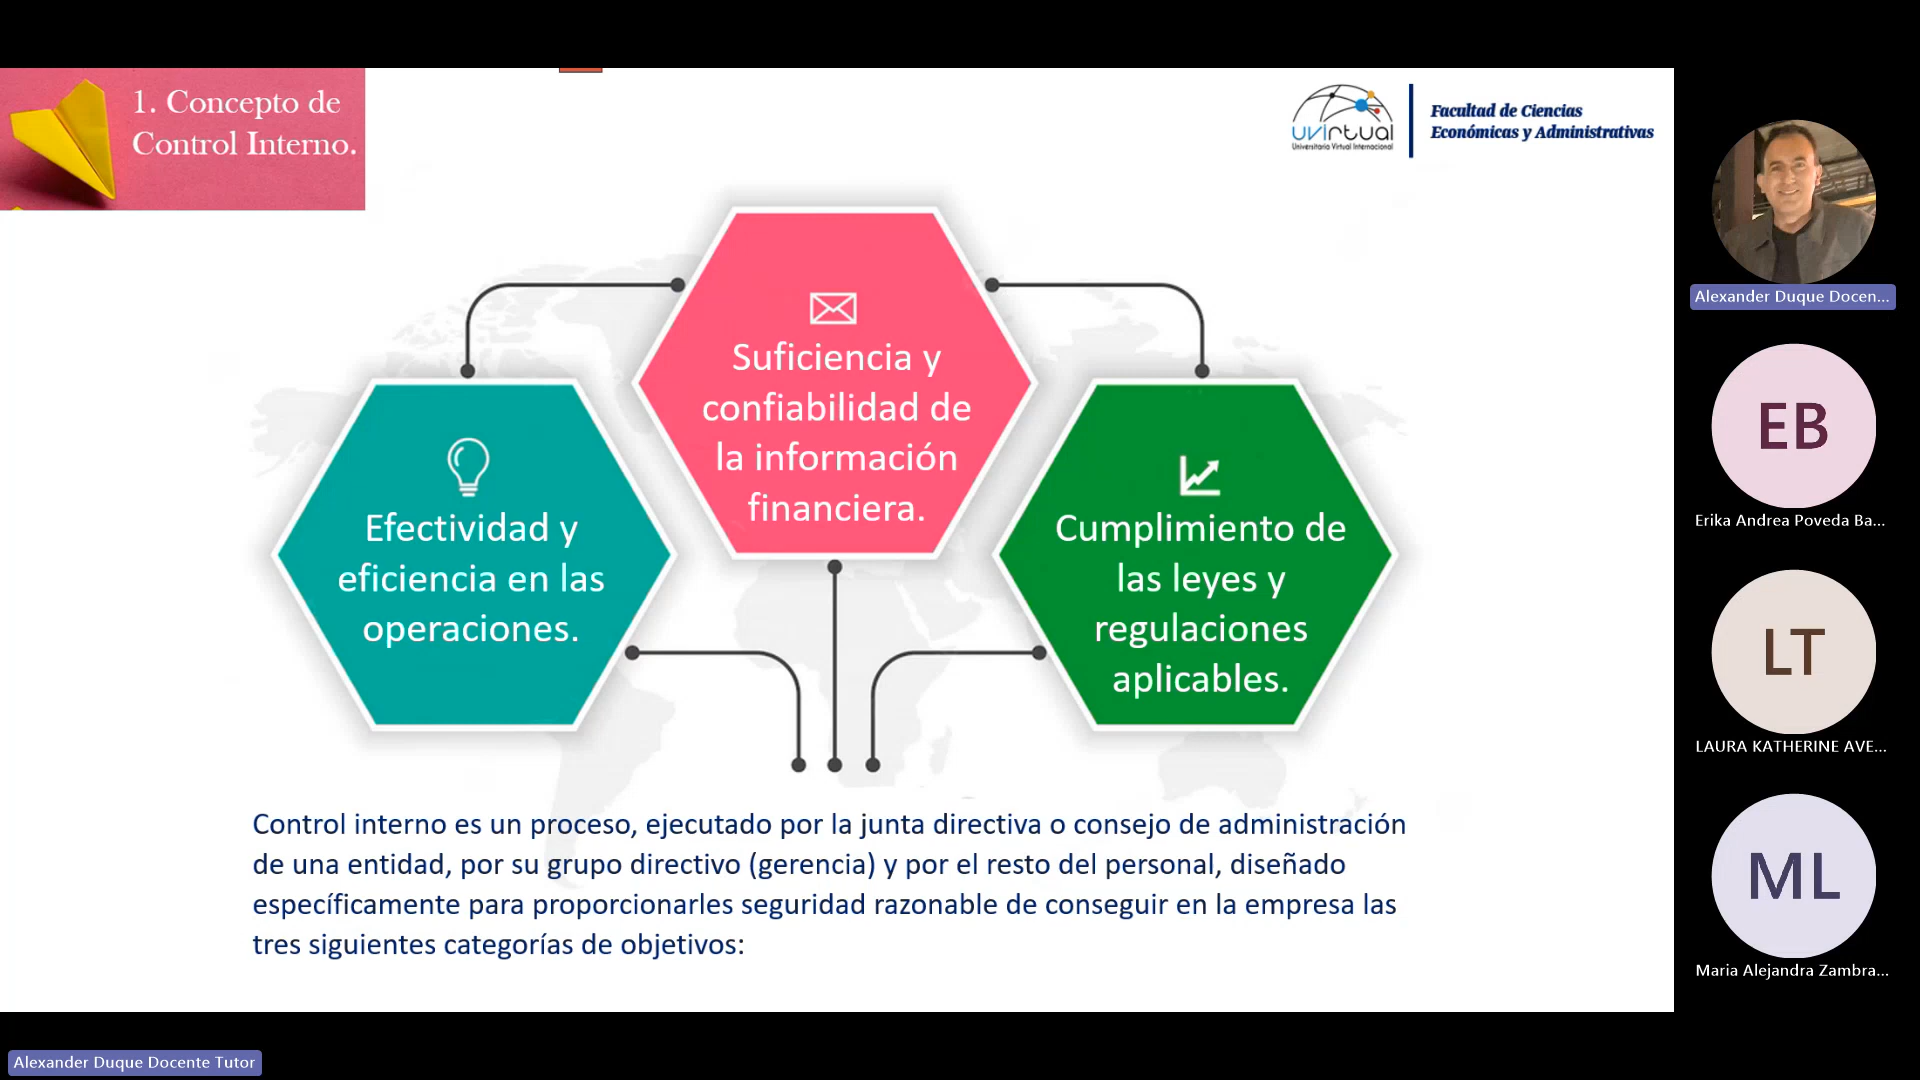 1. Concepto de
Control Interno.
uvirtual
Universitaria Virtual Internacional
Facultad de Ciencias
Económicas y Administrativas
Suficiencia y
confiabilidad de
la información
financiera.
Efectividad y
eficiencia en las
operaciones.
Cumplimiento de
las leyes y
regulaciones
aplicables.
Control interno es un proceso, ejecutado por la junta directiva o consejo de administración
de una entidad, por su grupo directivo (gerencia) y por el resto del personal, diseñado
específicamente para proporcionarles seguridad razonable de conseguir en la empresa las
tres siguientes categorías de objetivos:
Alexander Duque Docen...
EB
Erika Andrea Poveda Ba...
LT
LAURA KATHERINE AVE...
ML
Maria Alejandra Zambra...
Alexander Duque Docente Tutor